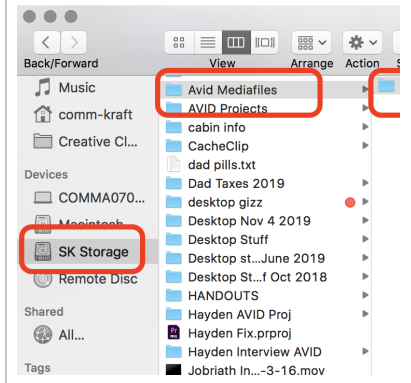 Back/Forward
View
Arrange
Action
S
Music
comm-kraft
Creative Cl...
Devices
COMMA070...
Macintosh
SK Storage
Remote Disc
Shared
All...
Tags
Avid Mediafiles
AVID Projects
cabin info
CacheClip
dad pills.txt
Dad Taxes 2019
desktop gizz
Desktop Nov 4 2019
Desktop Stuff
Desktop st...June 2019
Desktop St...f Oct 2018
HANDOUTS
Hayden AVID Proj
Pr
Hayden Fix.prproj
Hayden Interview AVID
Jobriath In...-3-16.mov